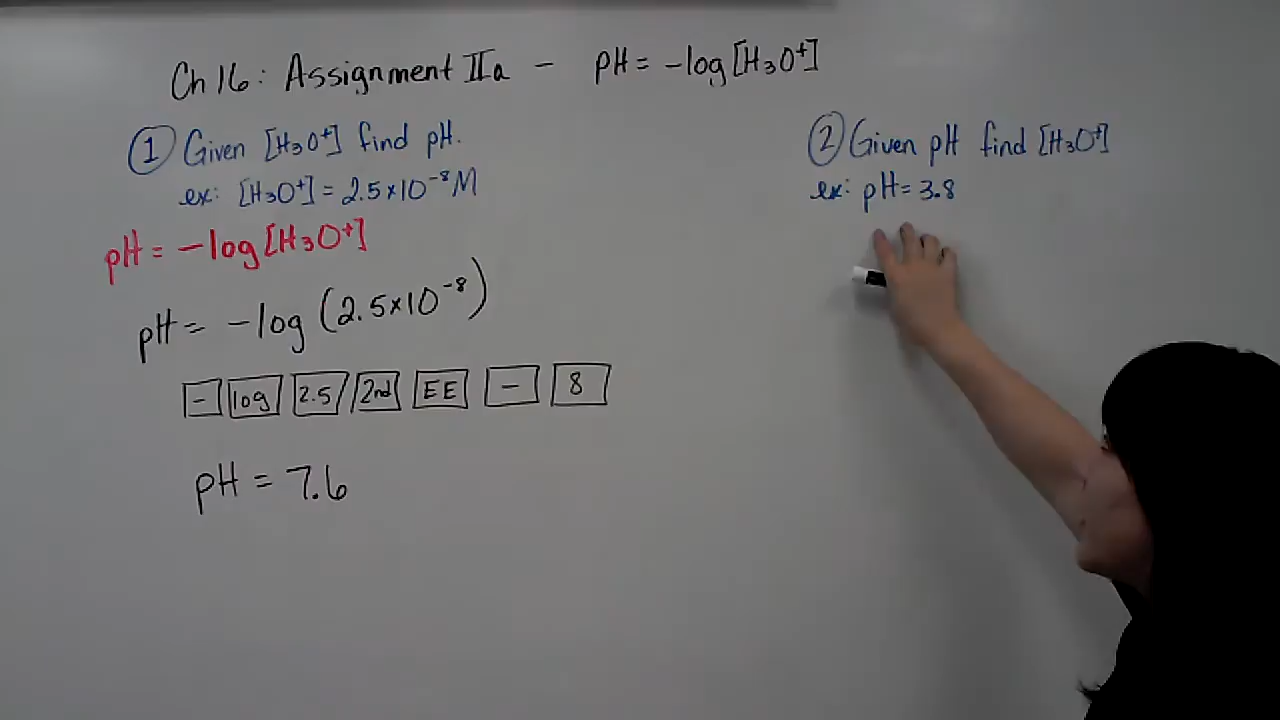 Ch 16: Assignment IIa - pH = -log[H₃O⁺]
① Given [H₃O⁺] find pH.
ex: [H₃O⁺] = 2.5×10⁻⁸M
pH = -log[H₃O⁺]
pH = -log(2.5×10⁻⁸)
- log 2.5 2nd EE - 8
pH = 7.6
② Given pH find [H₃O⁺]
ex: pH = 3.8